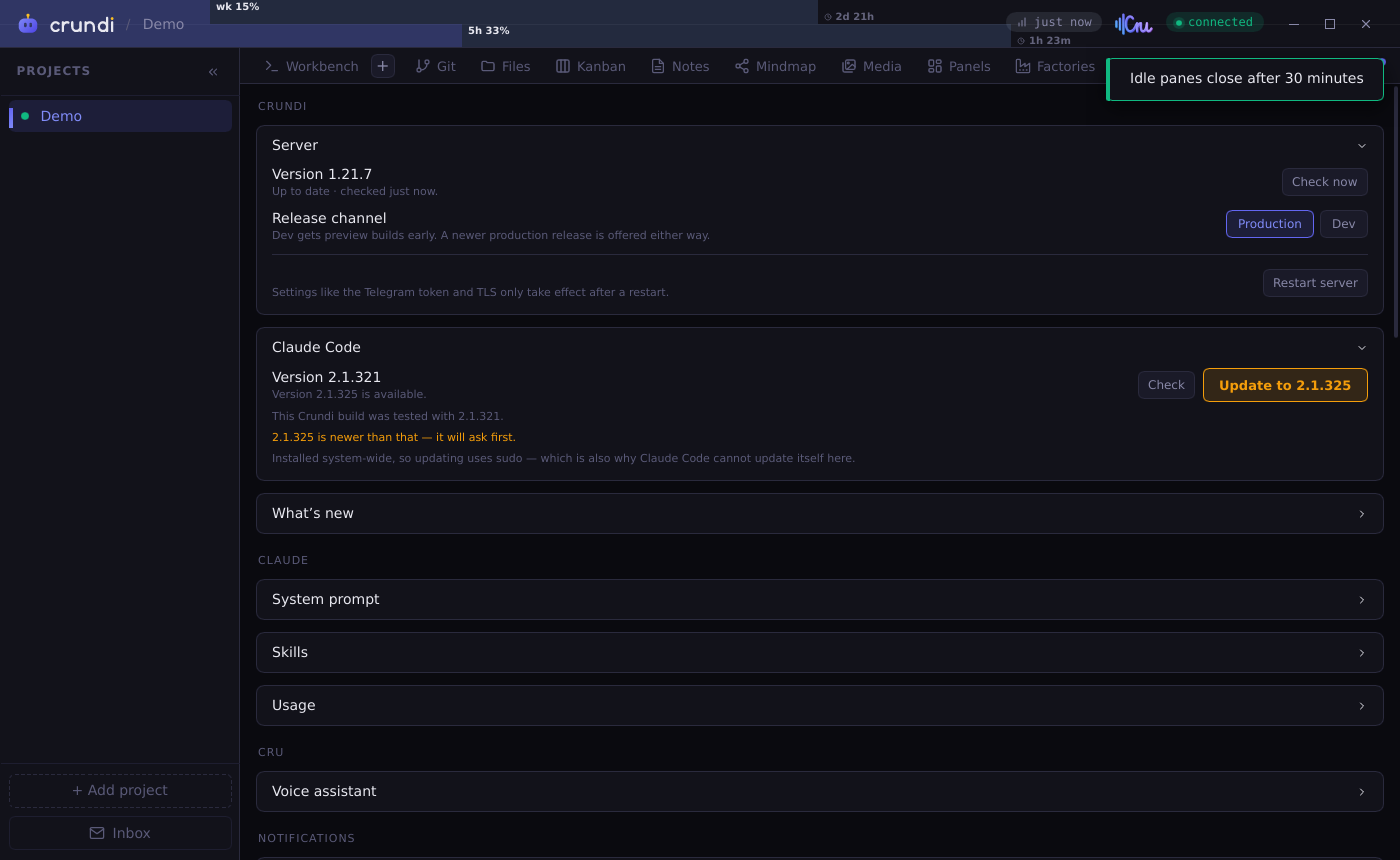 crundi / Demo
wk 15%
2d 21h
5h 33%
1h 23m
just now
Cru
connected
PROJECTS
Demo
+ Add project
Inbox
Workbench
+
Git
Files
Kanban
Notes
Mindmap
Media
Panels
Factories
Idle panes close after 30 minutes
CRUNDI
Server
Version 1.21.7
Up to date · checked just now.
Check now
Release channel
Dev gets preview builds early. A newer production release is offered either way.
Production
Dev
Settings like the Telegram token and TLS only take effect after a restart.
Restart server
Claude Code
Version 2.1.321
Version 2.1.325 is available.
Check
Update to 2.1.325
This Crundi build was tested with 2.1.321.
2.1.325 is newer than that — it will ask first.
Installed system-wide, so updating uses sudo — which is also why Claude Code cannot update itself here.
What’s new
CLAUDE
System prompt
Skills
Usage
CRU
Voice assistant
NOTIFICATIONS